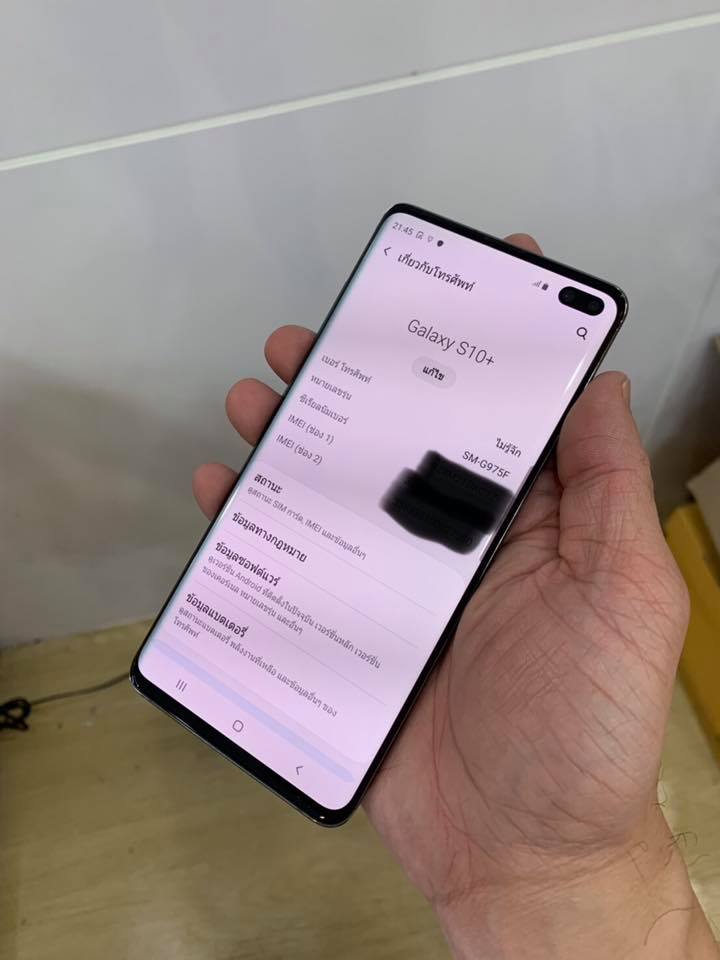 21:45
เกี่ยวกับโทรศัพท์
Galaxy S10+
แก้ไข
เบอร์โทรศัพท์ ไม่รู้จัก
หมายเลขรุ่น SM-G975F
ซีเรียลนัมเบอร์
IMEI (ช่อง 1)
IMEI (ช่อง 2)
สถานะ
ดูสถานะ SIM การ์ด, IMEI และข้อมูลอื่นๆ
ข้อมูลทางกฎหมาย
ข้อมูลซอฟต์แวร์
ดูเวอร์ชั่น Android ที่ติดตั้งในปัจจุบัน เวอร์ชั่นหลัก เวอร์ชั่น
ของเคอร์เนล หมายเลขรุ่น และอื่นๆ
ข้อมูลแบตเตอรี่
ดูสถานะแบตเตอรี่ พลังงานที่เหลือ และข้อมูลอื่นๆ ของ
โทรศัพท์